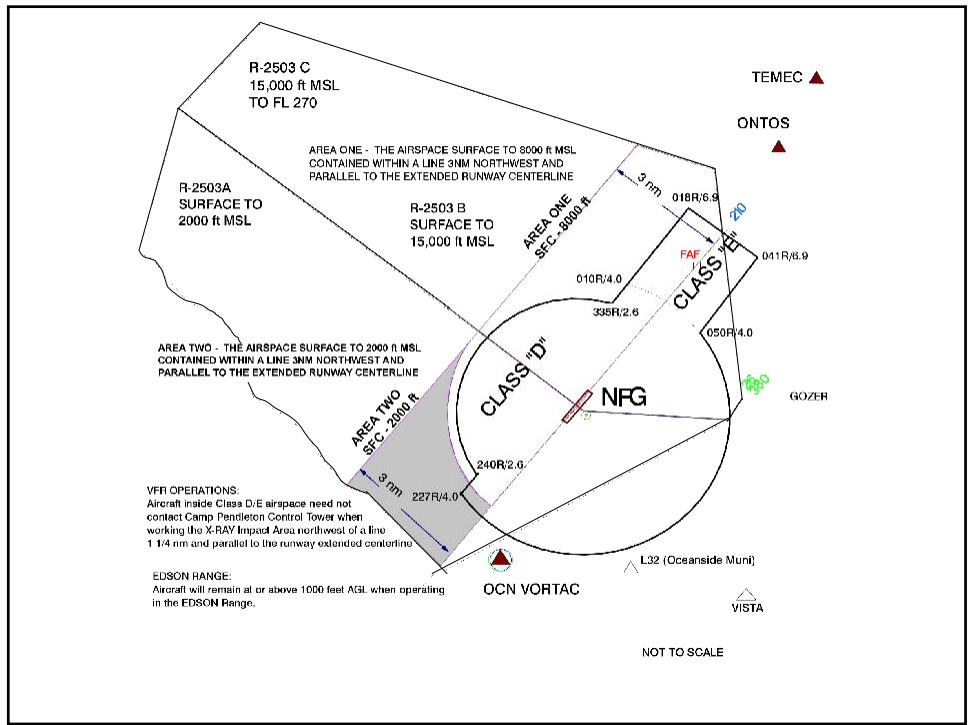 R-2503 C
15,000 ft MSL
TO FL 270
TEMEC
ONTOS
AREA ONE - THE AIRSPACE SURFACE TO 8000 ft MSL
CONTAINED WITHIN A LINE 3NM NORTHWEST AND
PARALLEL TO THE EXTENDED RUNWAY CENTERLINE
R-2503A
SURFACE TO
2000 ft MSL
R-2503 B
SURFACE TO
15,000 ft MSL
AREA ONE
SFC - 8000 ft
3 nm
018R/6.9
210
FAF
CLASS "E"
041R/6.9
010R/4.0
335R/2.6
050R/4.0
AREA TWO - THE AIRSPACE SURFACE TO 2000 ft MSL
CONTAINED WITHIN A LINE 3NM NORTHWEST AND
PARALLEL TO THE EXTENDED RUNWAY CENTERLINE
CLASS "D"
NFG
GOZER
AREA TWO
SFC - 2000 ft
240R/2.6
3 nm
227R/4.0
VFR OPERATIONS:
Aircraft inside Class D/E airspace need not
contact Camp Pendleton Control Tower when
working the X-RAY Impact Area northwest of a line
1 1/4 nm and parallel to the runway extended centerline
EDSON RANGE:
Aircraft will remain at or above 1000 feet AGL when operating
in the EDSON Range.
OCN VORTAC
L32 (Oceanside Muni)
VISTA
NOT TO SCALE